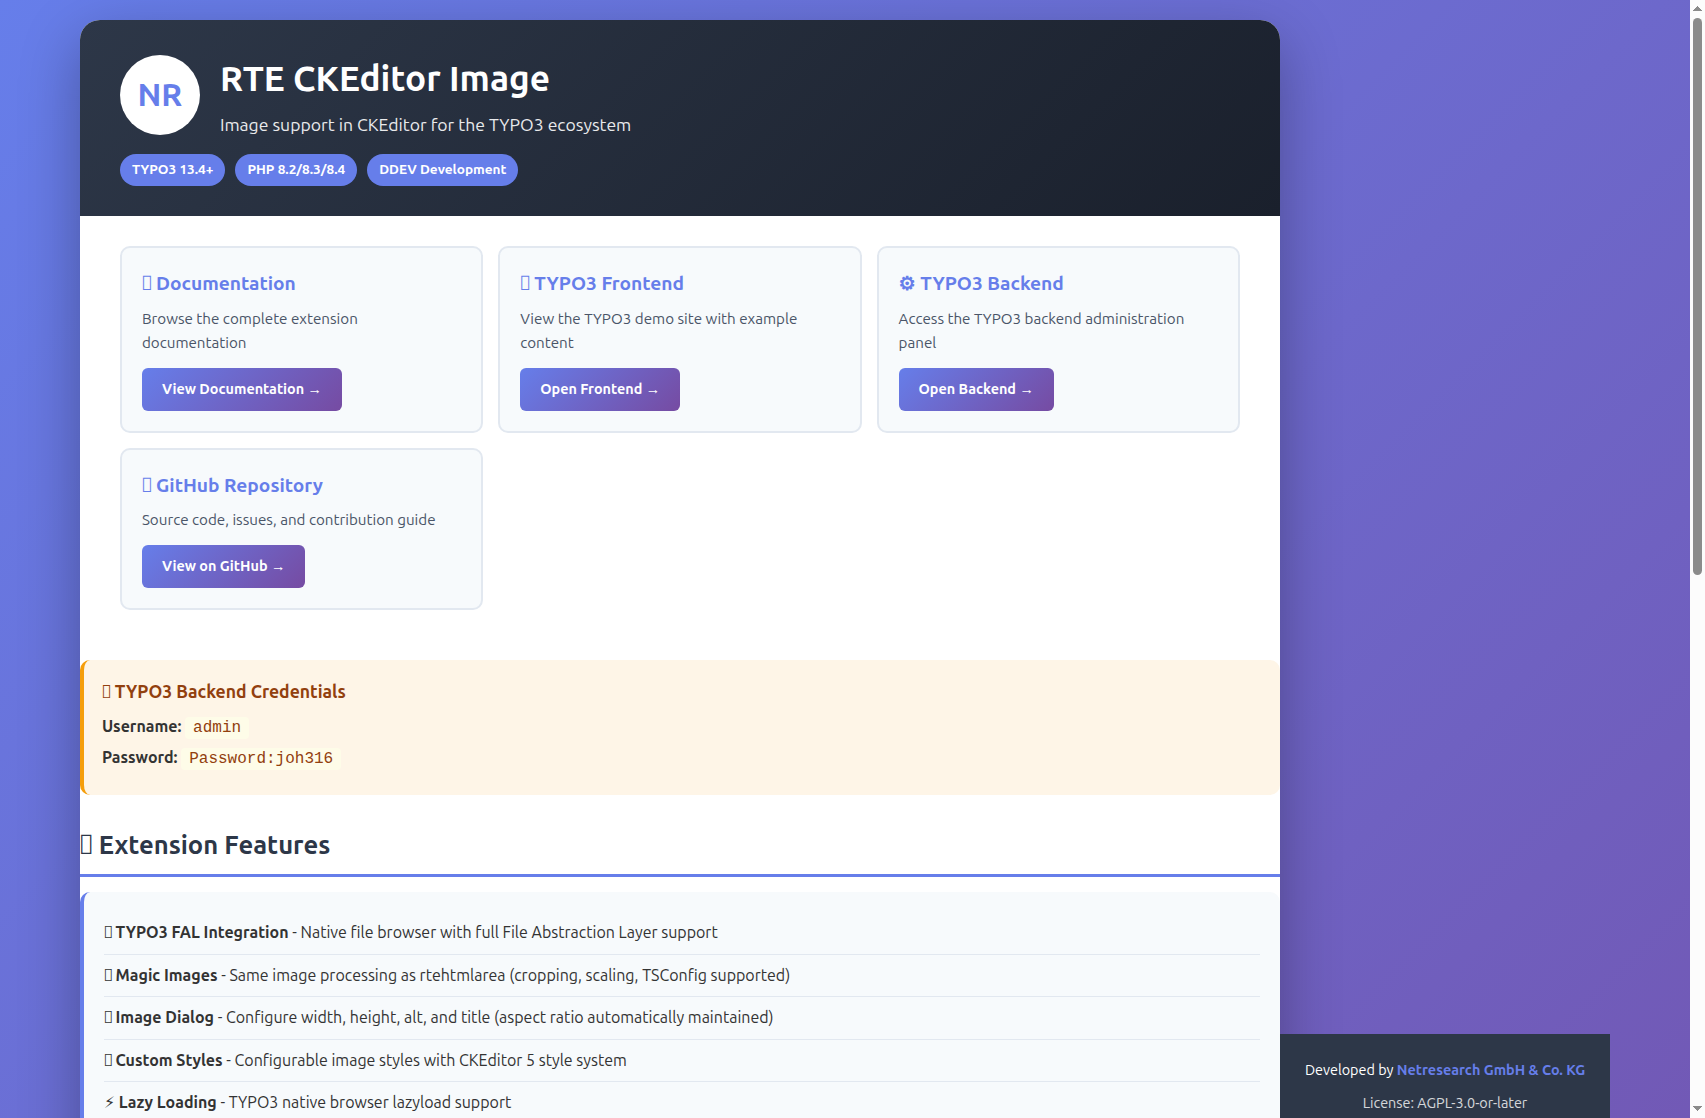 NR
RTE CKEditor Image
Image support in CKEditor for the TYPO3 ecosystem
TYPO3 13.4+
PHP 8.2/8.3/8.4
DDEV Development
Documentation
Browse the complete extension
documentation
View Documentation →
TYPO3 Frontend
View the TYPO3 demo site with example
content
Open Frontend →
⚙ TYPO3 Backend
Access the TYPO3 backend administration
panel
Open Backend →
GitHub Repository
Source code, issues, and contribution guide
View on GitHub →
TYPO3 Backend Credentials
Username: admin
Password: Password:joh316
Extension Features
TYPO3 FAL Integration - Native file browser with full File Abstraction Layer support
Magic Images - Same image processing as rtehtmlarea (cropping, scaling, TSConfig supported)
Image Dialog - Configure width, height, alt, and title (aspect ratio automatically maintained)
Custom Styles - Configurable image styles with CKEditor 5 style system
⚡ Lazy Loading - TYPO3 native browser lazyload support
Developed by Netresearch GmbH & Co. KG
License: AGPL-3.0-or-later